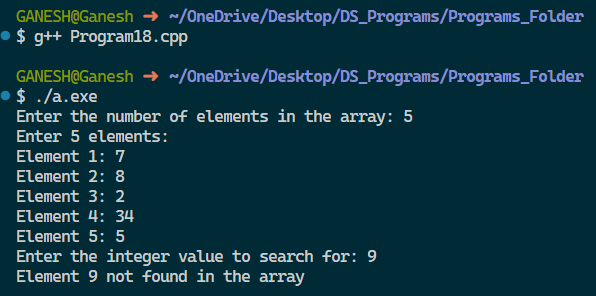 GANESH@Ganesh ➜ ~/OneDrive/Desktop/DS_Programs/Programs_Folder
$ g++ Program18.cpp
GANESH@Ganesh ➜ ~/OneDrive/Desktop/DS_Programs/Programs_Folder
$ ./a.exe
Enter the number of elements in the array: 5
Enter 5 elements:
Element 1: 7
Element 2: 8
Element 3: 2
Element 4: 34
Element 5: 5
Enter the integer value to search for: 9
Element 9 not found in the array